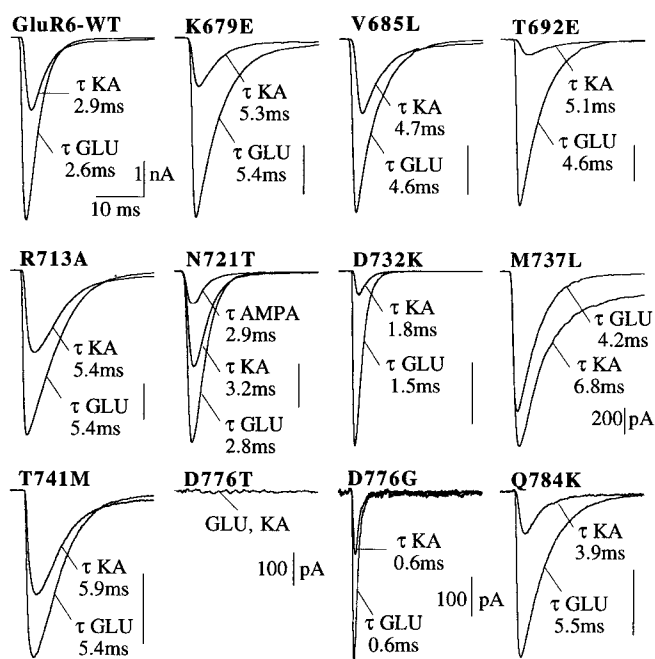 GluR6-WT
τ KA
2.9ms
τ GLU
2.6ms
1 nA
10 ms
K679E
τ KA
5.3ms
τ GLU
5.4ms
V685L
τ KA
4.7ms
τ GLU
4.6ms
T692E
τ KA
5.1ms
τ GLU
4.6ms
R713A
τ KA
5.4ms
τ GLU
5.4ms
N721T
τ AMPA
2.9ms
τ KA
3.2ms
τ GLU
2.8ms
D732K
τ KA
1.8ms
τ GLU
1.5ms
M737L
τ GLU
4.2ms
τ KA
6.8ms
200 pA
T741M
τ KA
5.9ms
τ GLU
5.4ms
D776T
GLU, KA
100 pA
D776G
τ KA
0.6ms
100 pA
τ GLU
0.6ms
Q784K
τ KA
3.9ms
τ GLU
5.5ms